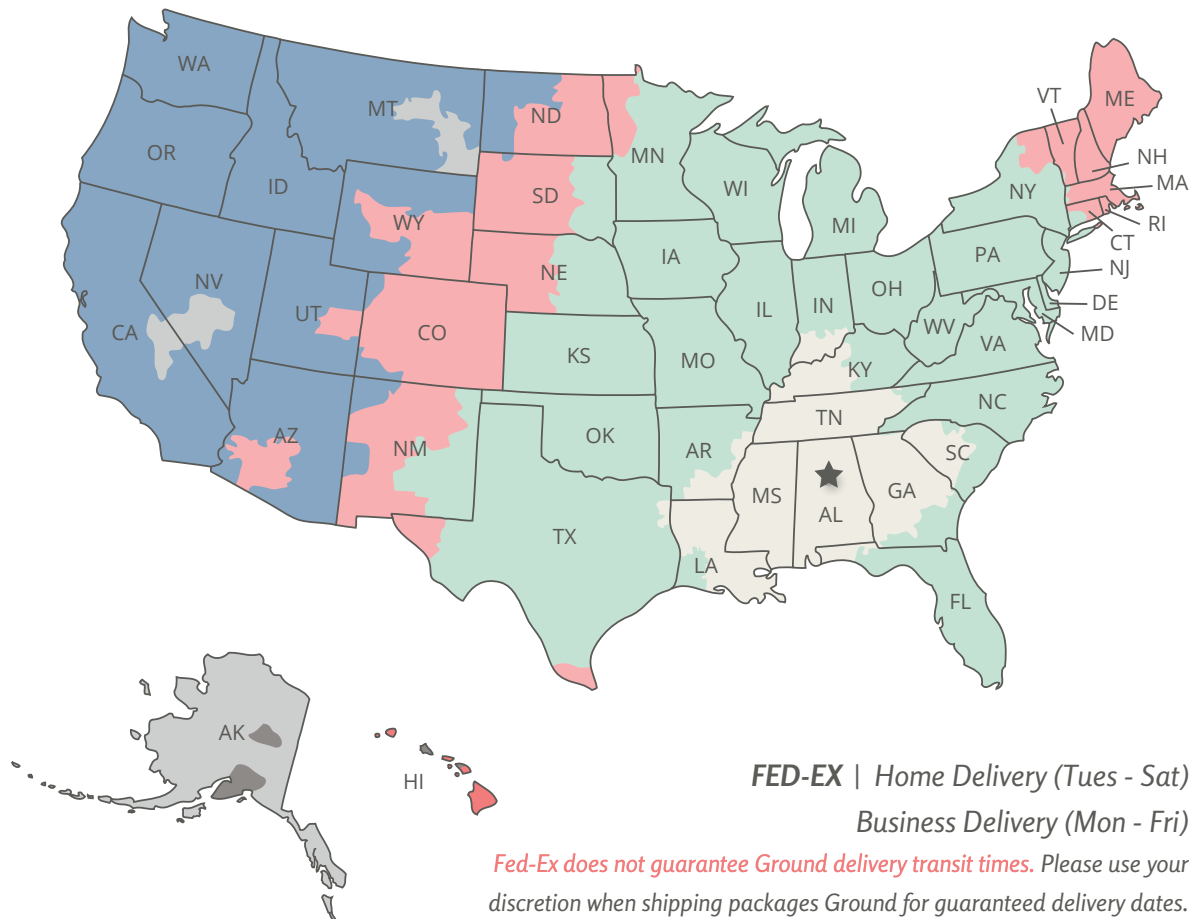 WA
MT
ND
VT
ME
OR
MN
NH
ID
WI
MA
SD
NY
WY
MI
RI
CT
IA
PA
NJ
NE
NV
OH
DE
UT
IL
IN
CA
CO
WV
MD
VA
KS
MO
KY
NC
TN
AZ
OK
NM
AR
SC
MS
GA
AL
TX
LA
FL
AK
HI
FED-EX | Home Delivery (Tues - Sat)
Business Delivery (Mon - Fri)
Fed-Ex does not guarantee Ground delivery transit times. Please use your
discretion when shipping packages Ground for guaranteed delivery dates.